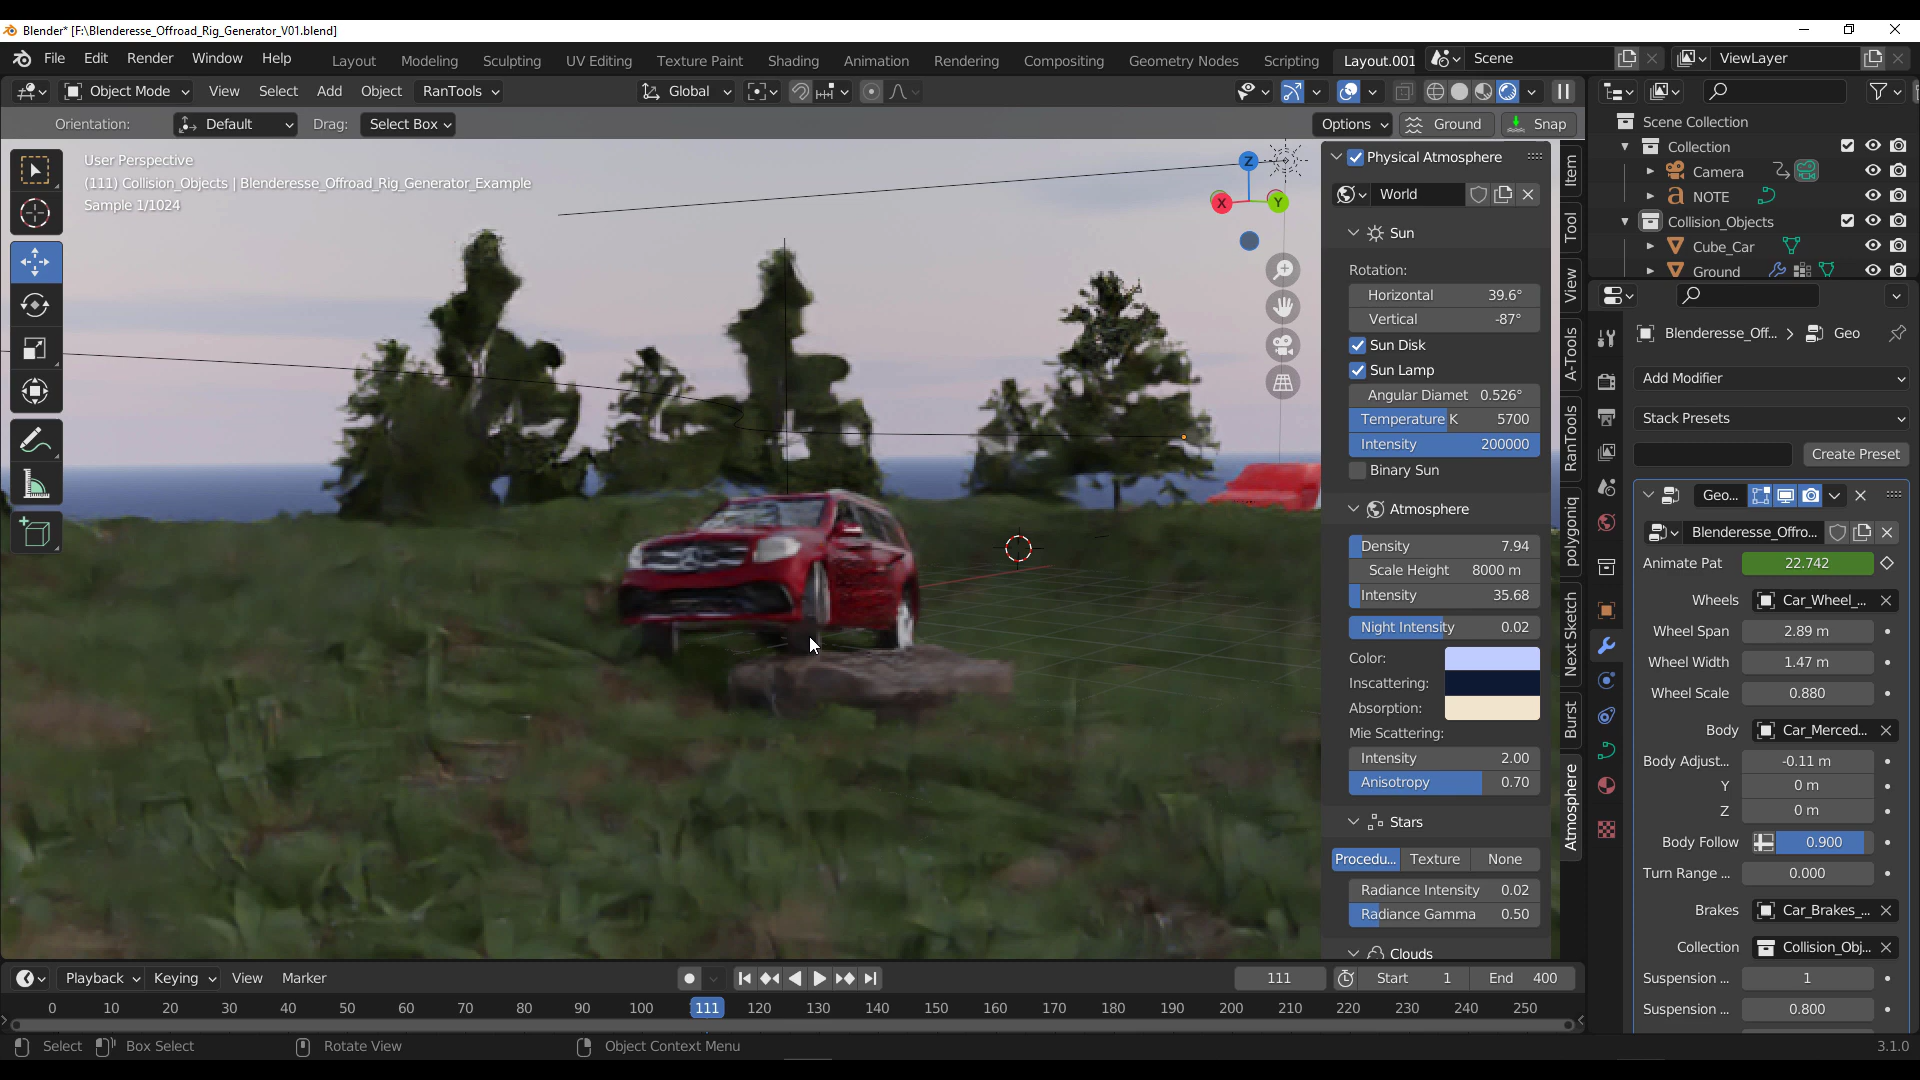 Blender* [F:\Blenderesse_Offroad_Rig_Generator_V01.blend]
File Edit Render Window Help Layout Modeling Sculpting UV Editing Texture Paint Shading Animation Rendering Compositing Geometry Nodes Scripting Layout.001 Scene ViewLayer
Object Mode View Select Add Object RanTools Global
Orientation: Default Drag: Select Box Options Ground Snap
User Perspective
(111) Collision_Objects | Blenderesse_Offroad_Rig_Generator_Example
Sample 1/1024
Z
X
Y
Physical Atmosphere
World
Sun
Rotation:
Horizontal 39.6°
Vertical -87°
Sun Disk
Sun Lamp
Angular Diamet 0.526°
Temperature K 5700
Intensity 200000
Binary Sun
Atmosphere
Density 7.94
Scale Height 8000 m
Intensity 35.68
Night Intensity 0.02
Color:
Inscattering:
Absorption:
Mie Scattering:
Intensity 2.00
Anisotropy 0.70
Stars
Procedu... Texture None
Radiance Intensity 0.02
Radiance Gamma 0.50
Clouds
Item
Tool
View
A-Tools
RanTools
polygoniq
Next Sketch
Burst
Atmosphere
Scene Collection
Collection
Camera
NOTE
Collision_Objects
Cube_Car
Ground
Blenderesse_Off... Geo
Add Modifier
Stack Presets
Create Preset
Geo...
Blenderesse_Offro...
Animate Pat 22.742
Wheels Car_Wheel_...
Wheel Span 2.89 m
Wheel Width 1.47 m
Wheel Scale 0.880
Body Car_Merced...
Body Adjust... -0.11 m
Y 0 m
Z 0 m
Body Follow 0.900
Turn Range ... 0.000
Brakes Car_Brakes_...
Collection Collision_Obj...
Suspension ... 1
Suspension ... 0.800
Playback Keying View Marker 111 Start 1 End 400
0 10 20 30 40 50 60 70 80 90 100 111 120 130 140 150 160 170 180 190 200 210 220 230 240 250
Select Box Select Rotate View Object Context Menu 3.1.0